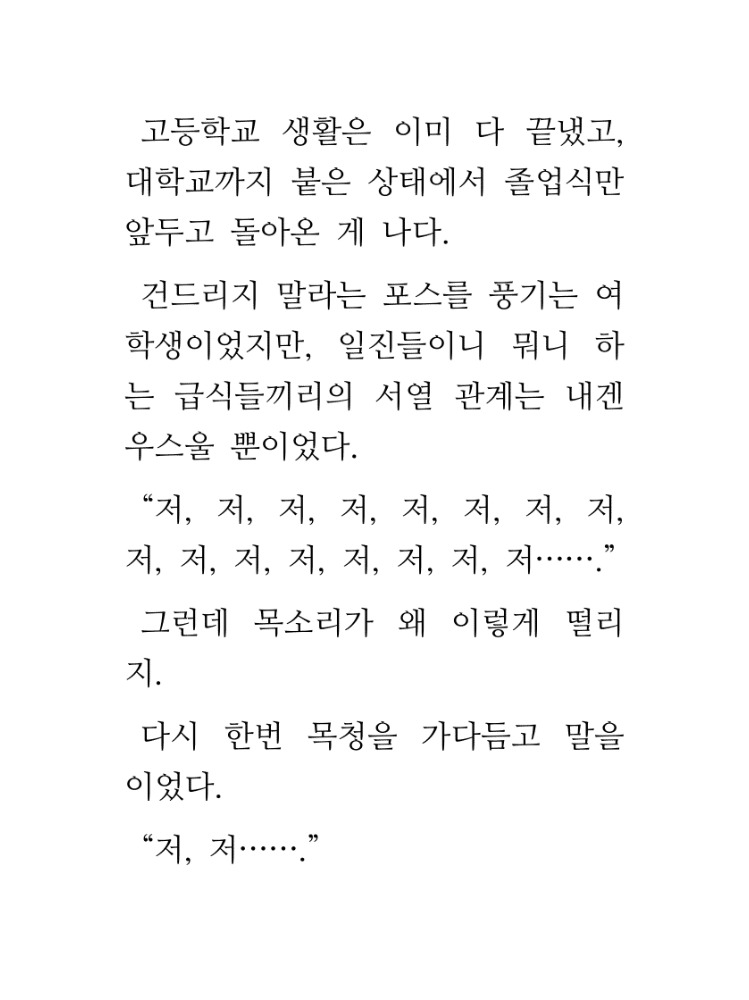 고등학교 생활은 이미 다 끝냈고,
대학교까지 붙은 상태에서 졸업식만
앞두고 돌아온 게 나다.
건드리지 말라는 포스를 풍기는 여
학생이었지만, 일진들이니 뭐니 하
는 급식들끼리의 서열 관계는 내겐
우스울 뿐이었다.
“저, 저, 저, 저, 저, 저, 저, 저,
저, 저, 저, 저, 저, 저, 저, 저…….”
그런데 목소리가 왜 이렇게 떨리
지.
다시 한번 목청을 가다듬고 말을
이었다.
“저, 저…….”